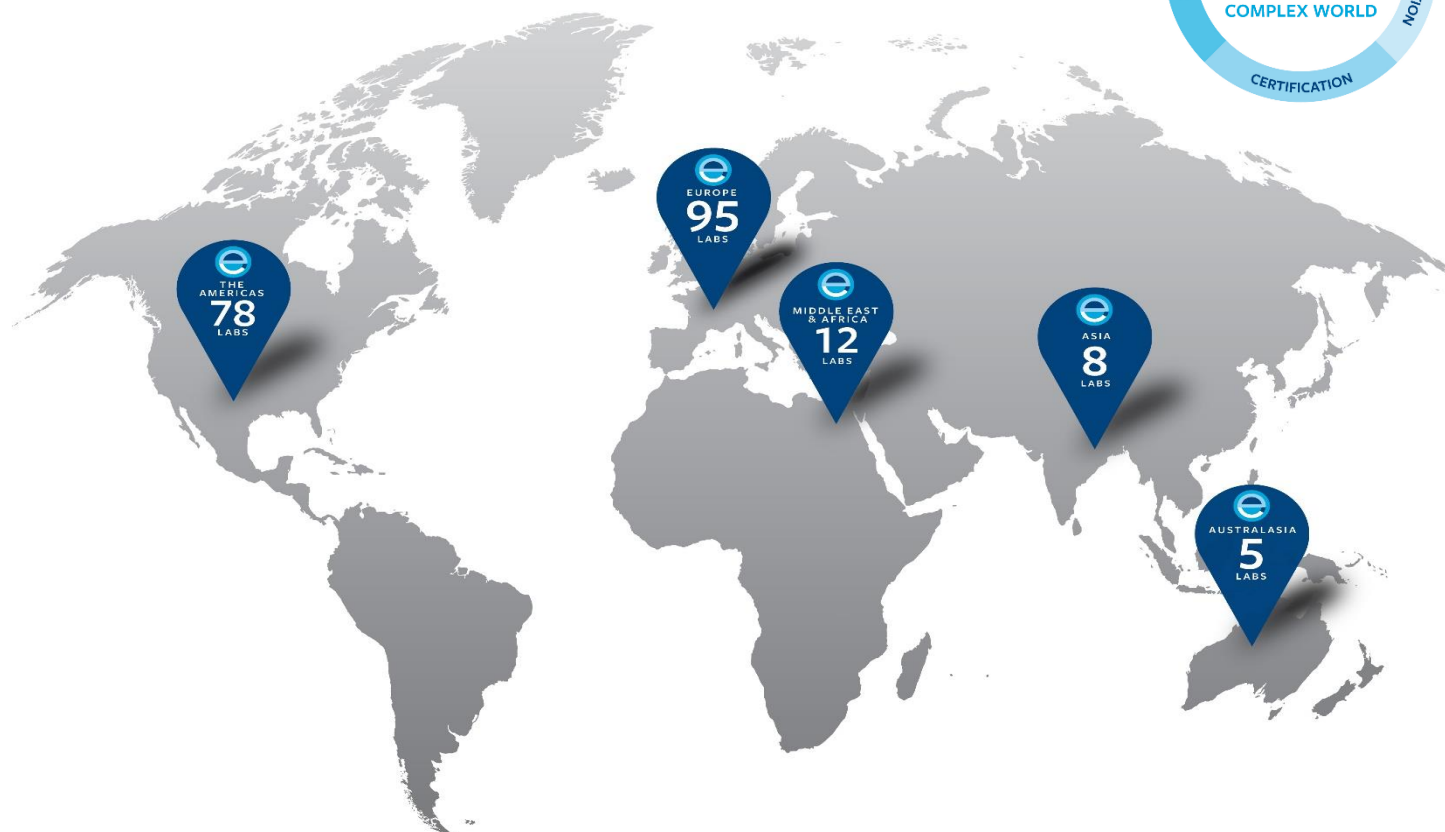 COMPLEX WORLD
CERTIFICATION
EUROPE
95
LABS
THE
AMERICAS
78
LABS
MIDDLE EAST
& AFRICA
12
LABS
ASIA
8
LABS
AUSTRALASIA
5
LABS